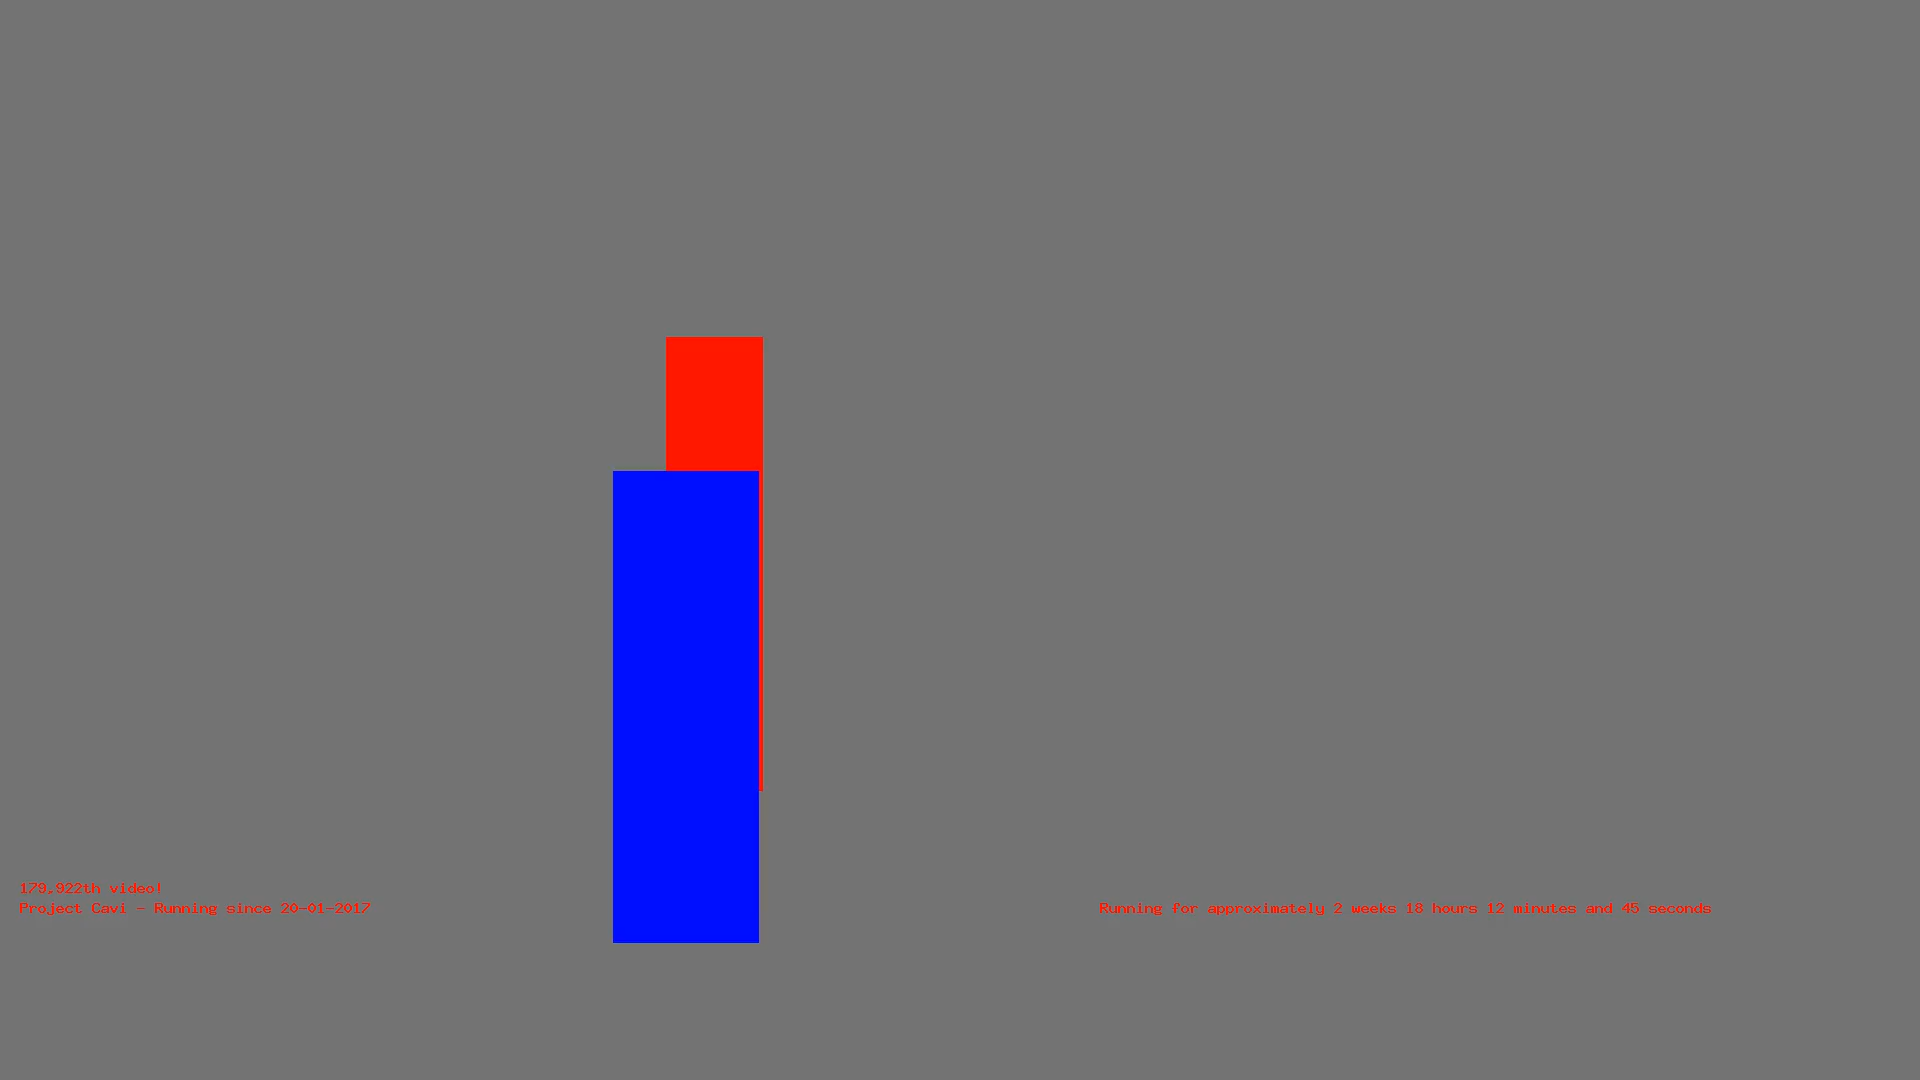 179,922th video!
Project Cavi - Running since 20-01-2017
Running for approximately 2 weeks 18 hours 12 minutes and 45 seconds